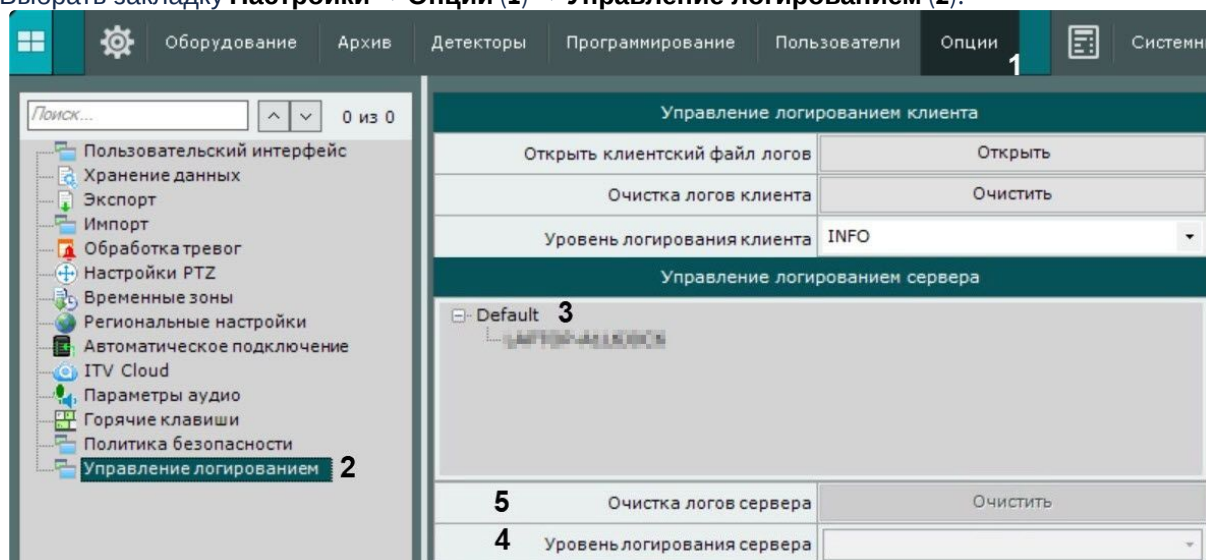 Выбрать закладку Настройки → Опции (1) → Управление логированием (2).
Оборудование Архив Детекторы Программирование Пользователи Опции 1 Системн
Поиск... 0 из 0
Пользовательский интерфейс
Хранение данных
Экспорт
Импорт
Обработка тревог
Настройки PTZ
Временные зоны
Региональные настройки
Автоматическое подключение
ITV Cloud
Параметры аудио
Горячие клавиши
Политика безопасности
Управление логированием 2
Управление логированием клиента
Открыть клиентский файл логов Открыть
Очистка логов клиента Очистить
Уровень логирования клиента INFO
Управление логированием сервера
Default 3
5 Очистка логов сервера Очистить
4 Уровень логирования сервера